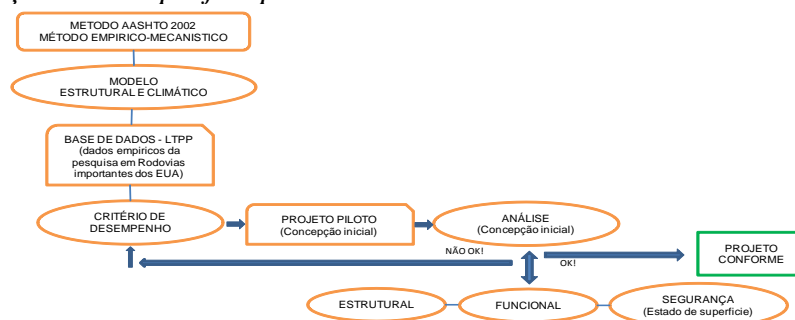 METODO AASHTO 2002
MÉTODO EMPIRICO-MECANISTICO
MODELO
ESTRUTURAL E CLIMÁTICO
BASE DE DADOS - LTPP
(dados empiricos da
pesquisa em Rodovias
importantes dos EUA)
CRITÉRIO DE
DESEMPENHO
PROJETO PILOTO
(Concepção inicial)
ANÁLISE
(Concepção inicial)
NÃO OK!
OK!
PROJETO
CONFORME
ESTRUTURAL
FUNCIONAL
SEGURANÇA
(Estado de superficie)